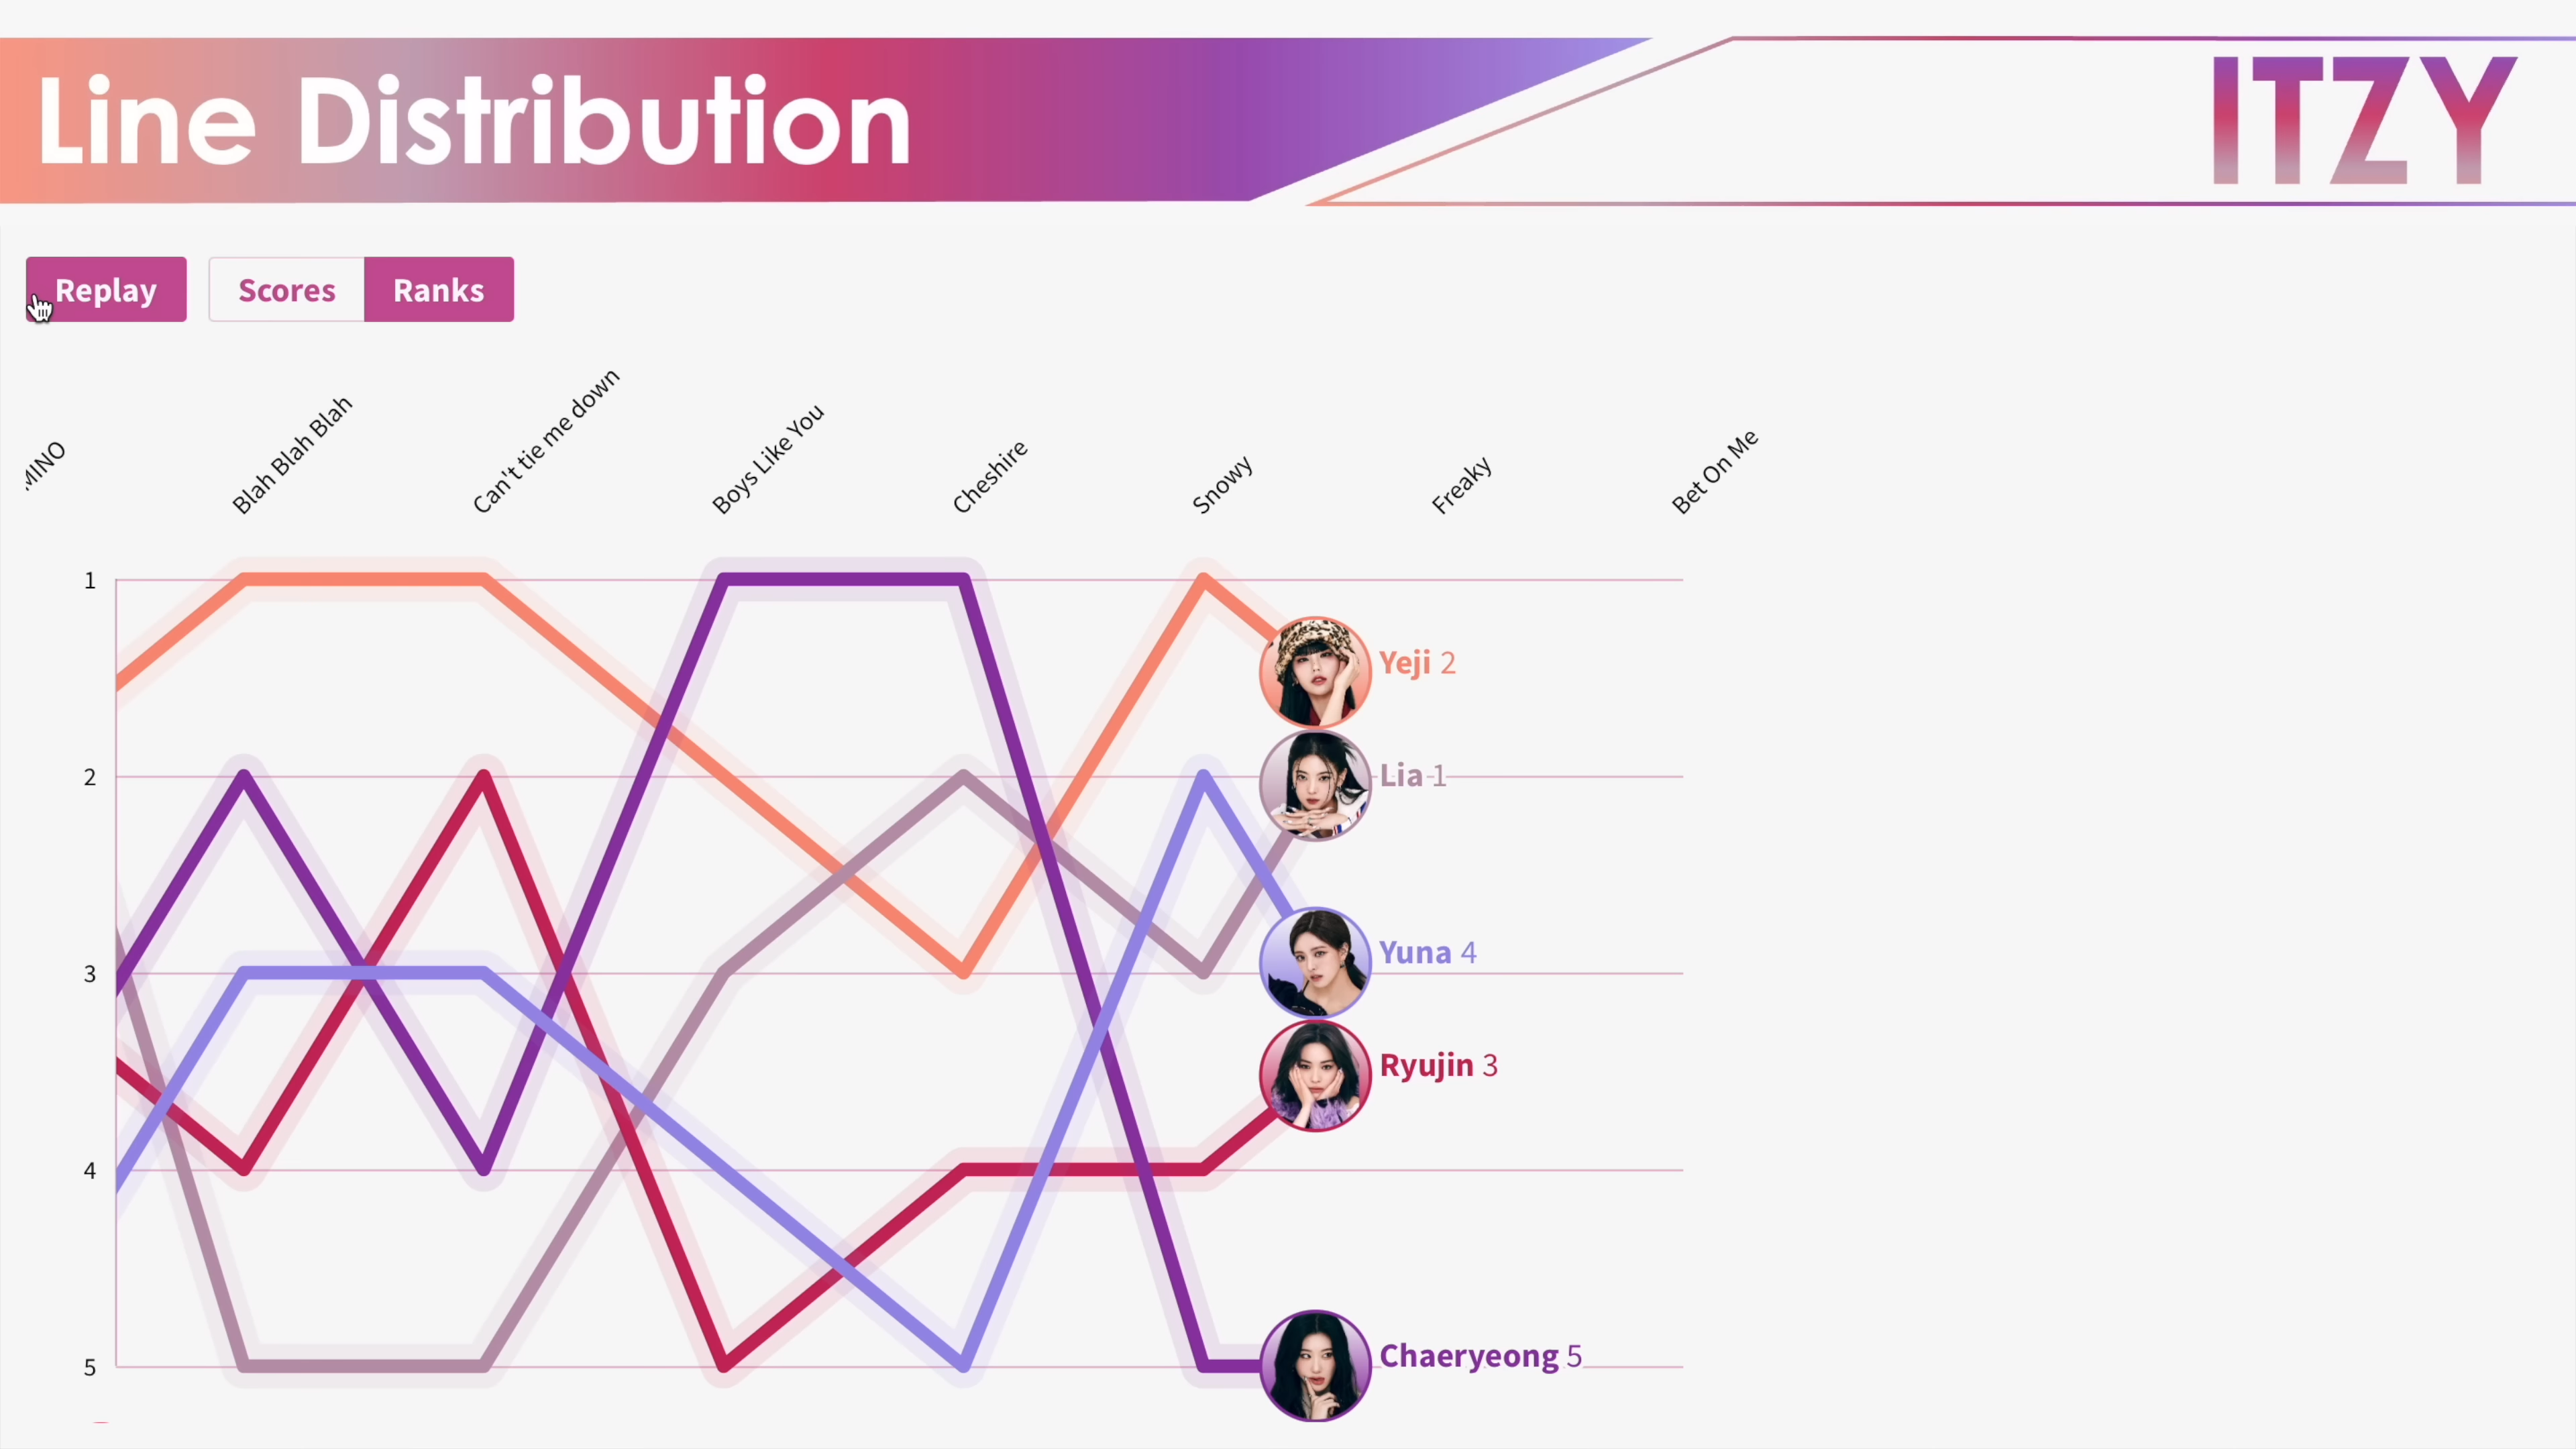 Line Distribution
ITZY
Replay
Scores
Ranks
MINO
Blah Blah Blah
Can't tie me down
Boys Like You
Cheshire
Snowy
Freaky
Bet On Me
1
2
3
4
5
Yeji 2
Lia 1
Yuna 4
Ryujin 3
Chaeryeong 5